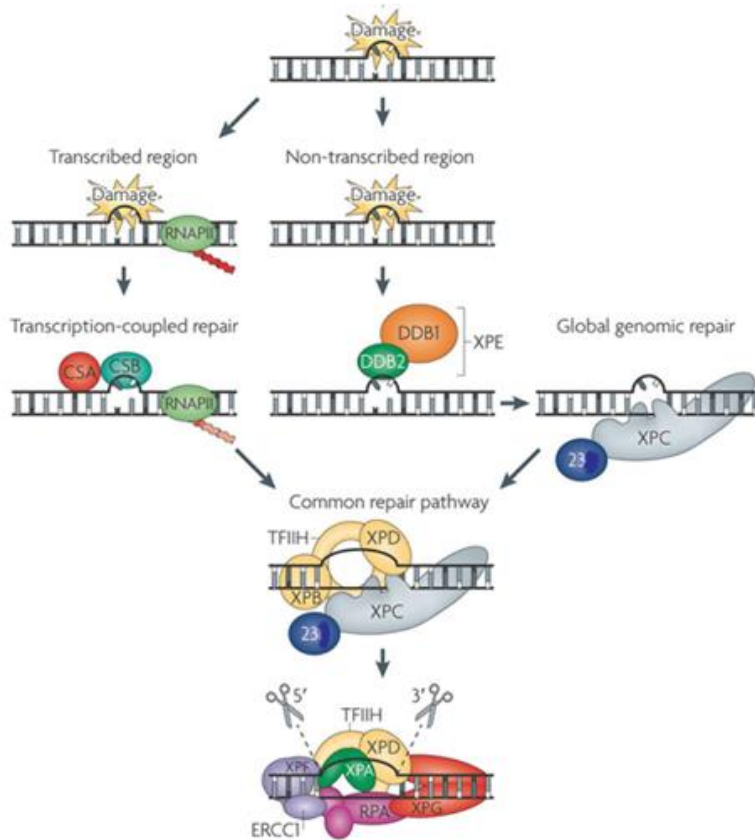 Damage
Transcribed region
Non-transcribed region
Damage
Damage
RNAPII
Transcription-coupled repair
Global genomic repair
DDB1
XPE
DDB2
CSA
CSB
RNAPII
XPC
23
Common repair pathway
TFIIH
XPD
XPB
XPC
23
5′
3′
TFIIH
XPD
XPF
XPA
RPA
XPG
ERCC1